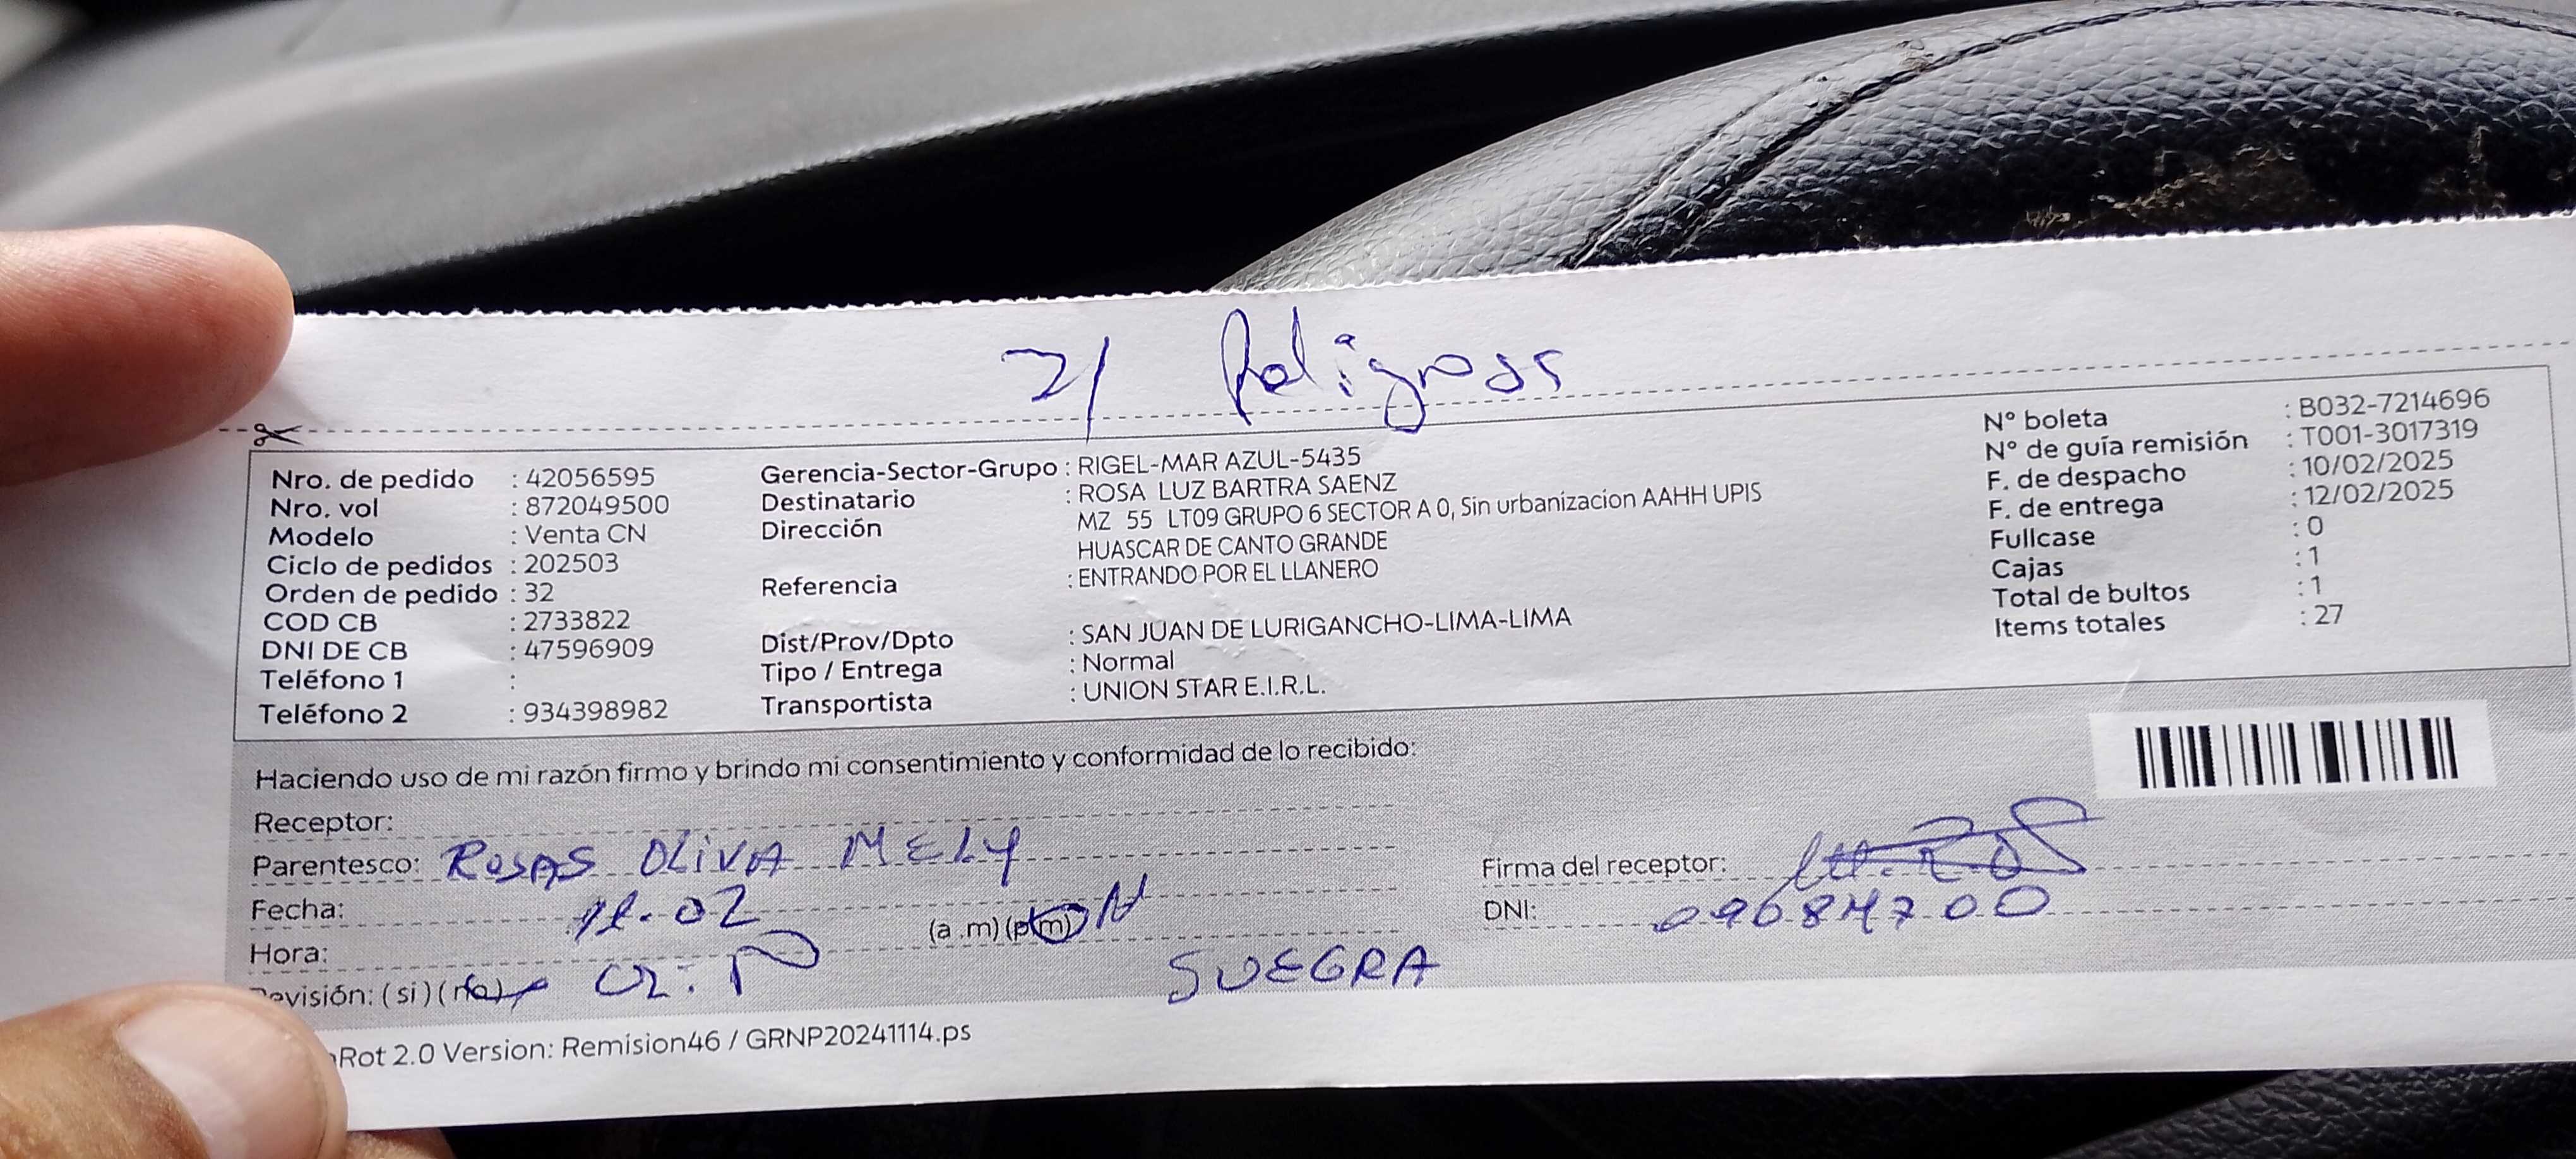 Z/ Peligrosa
Nro. de pedido : 42056595
Nro. vol : 872049500
Modelo : Venta CN
Ciclo de pedidos : 202503
Orden de pedido : 32
COD CB : 2733822
DNI DE CB : 47596909
Teléfono 1 :
Teléfono 2 : 934398982
Gerencia-Sector-Grupo : RIGEL-MAR AZUL-5435
Destinatario : ROSA LUZ BARTRA SAENZ
Dirección MZ 55 LT09 GRUPO 6 SECTOR A 0, Sin urbanizacion AAHH UPIS
HUASCAR DE CANTO GRANDE
Referencia : ENTRANDO POR EL LLANERO
Dist/Prov/Dpto : SAN JUAN DE LURIGANCHO-LIMA-LIMA
Tipo / Entrega : Normal
Transportista : UNION STAR E.I.R.L.
N° boleta : B032-7214696
N° de guía remisión : T001-3017319
F. de despacho : 10/02/2025
F. de entrega : 12/02/2025
Fullcase : 0
Cajas : 1
Total de bultos : 1
Items totales : 27
Haciendo uso de mi razón firmo y brindo mi consentimiento y conformidad de lo recibido:
Receptor:
Parentesco: ROSAS OLIVA MELY
Fecha: 11-02
Hora: (a .m) (p.m)
Revisión: (si) (no)
SUEGRA
Firma del receptor:
DNI: 09684700
Rot 2.0 Version: Remision46 / GRNP20241114.ps